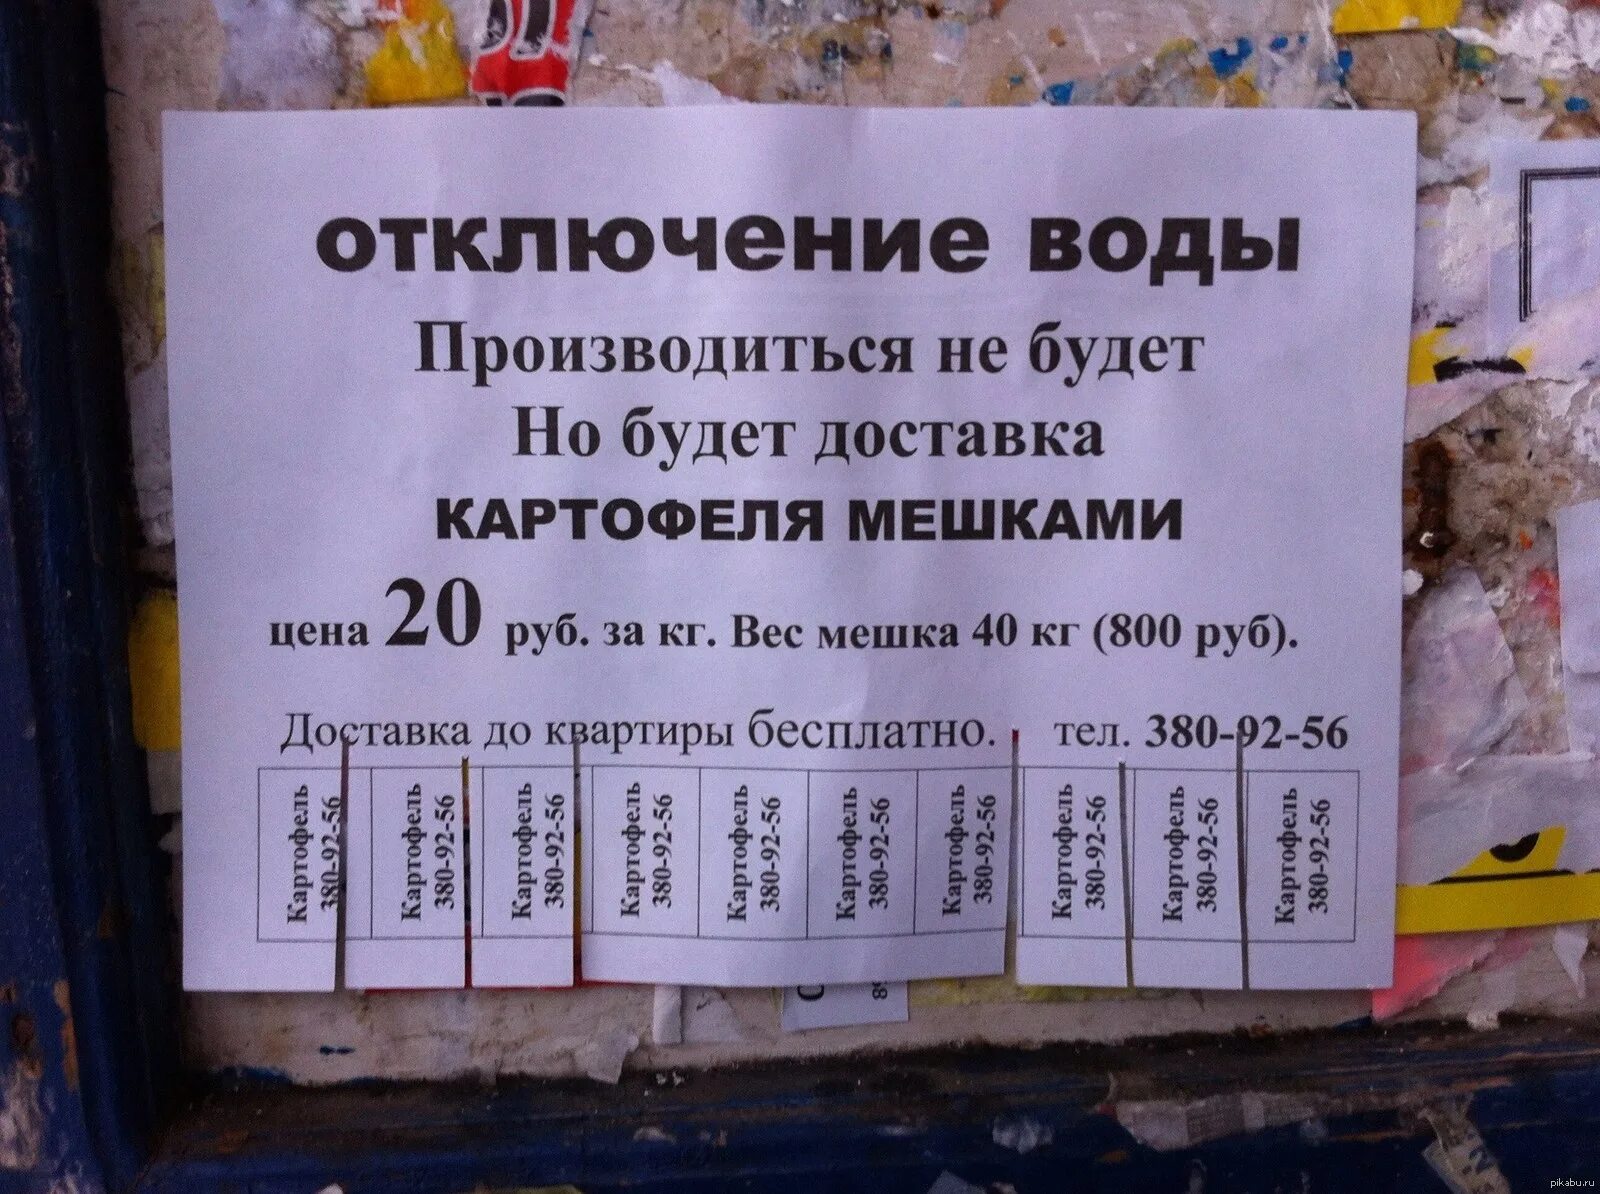 ОТКЛЮЧЕНИЕ ВОДЫ
Производиться не будет
Но будет доставка
КАРТОФЕЛЯ МЕШКАМИ
цена 20 руб. за кг. Вес мешка 40 кг (800 руб).
Доставка до квартиры бесплатно. тел. 380-92-56
Картофель
380-92-56
Картофель
380-92-56
Картофель
380-92-56
Картофель
380-92-56
Картофель
380-92-56
Картофель
380-92-56
Картофель
380-92-56
Картофель
380-92-56
Картофель
380-92-56
Картофель
380-92-56
pikabu.ru